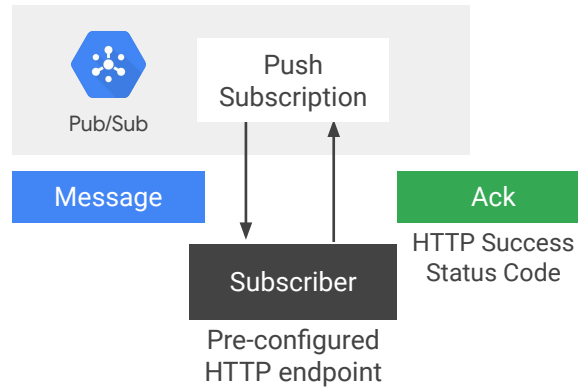 Push
Subscription
Pub/Sub
Message
Ack
HTTP Success
Status Code
Subscriber
Pre-configured
HTTP endpoint